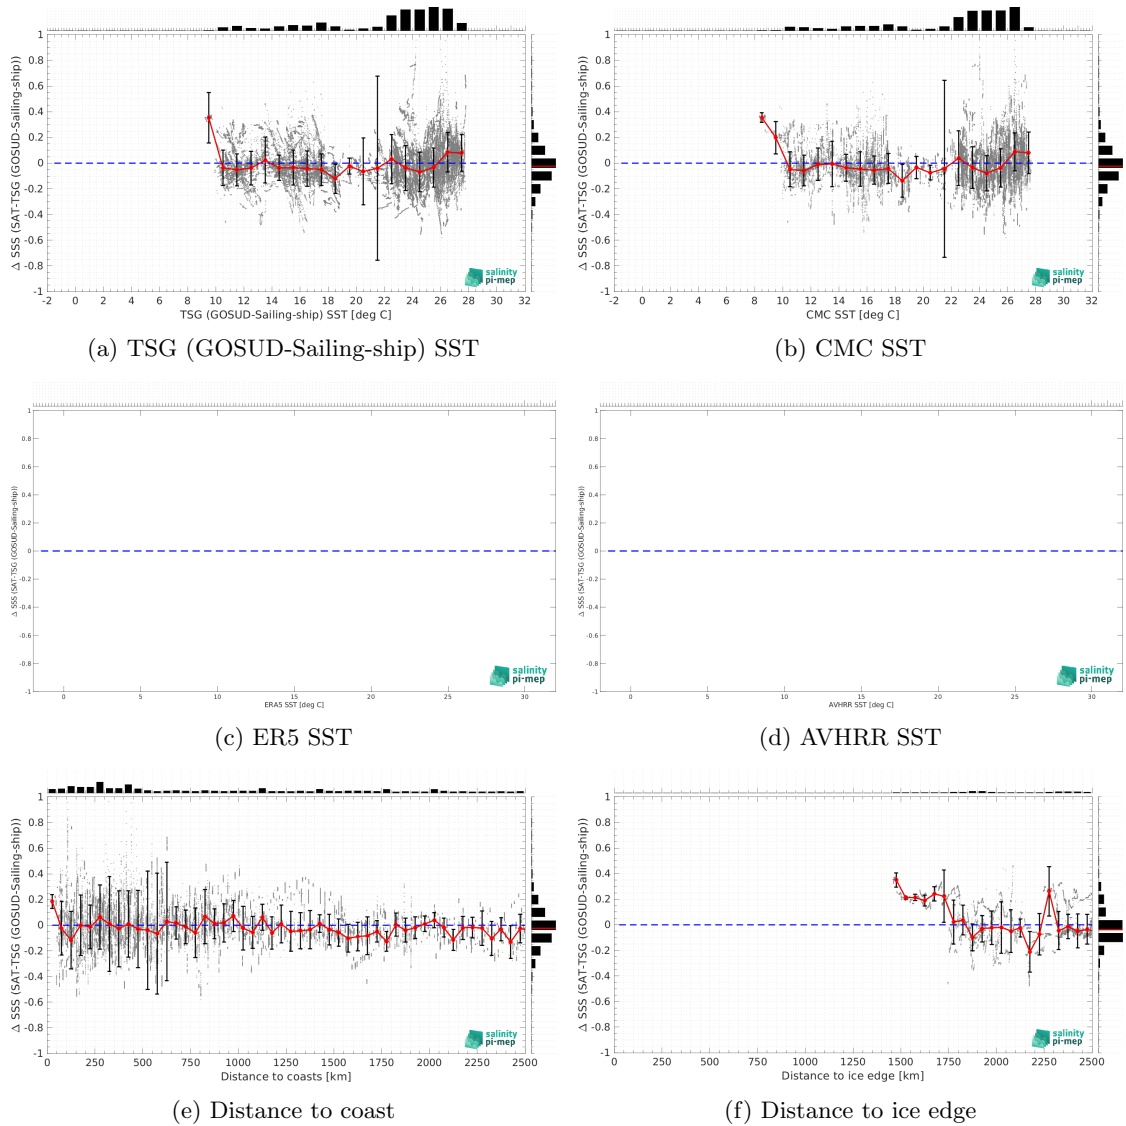 1
0.8
0.6
0.4
0.2
0
-0.2
-0.4
-0.6
-0.8
-1
Δ SSS (SAT-TSG (GOSUD-Sailing-ship))
-2 0 2 4 6 8 10 12 14 16 18 20 22 24 26 28 30 32
TSG (GOSUD-Sailing-ship) SST [deg C]
salinity
pi-mep
(a) TSG (GOSUD-Sailing-ship) SST
1
0.8
0.6
0.4
0.2
0
-0.2
-0.4
-0.6
-0.8
-1
Δ SSS (SAT-TSG (GOSUD-Sailing-ship))
-2 0 2 4 6 8 10 12 14 16 18 20 22 24 26 28 30 32
CMC SST [deg C]
salinity
pi-mep
(b) CMC SST
1
0.8
0.6
0.4
0.2
0
-0.2
-0.4
-0.6
-0.8
-1
Δ SSS (SAT-TSG (GOSUD-Sailing-ship))
0 5 10 15 20 25 30
ERA5 SST [deg C]
salinity
pi-mep
(c) ER5 SST
1
0.8
0.6
0.4
0.2
0
-0.2
-0.4
-0.6
-0.8
-1
Δ SSS (SAT-TSG (GOSUD-Sailing-ship))
0 5 10 15 20 25 30
AVHRR SST [deg C]
salinity
pi-mep
(d) AVHRR SST
1
0.8
0.6
0.4
0.2
0
-0.2
-0.4
-0.6
-0.8
-1
Δ SSS (SAT-TSG (GOSUD-Sailing-ship))
0 250 500 750 1000 1250 1500 1750 2000 2250 2500
Distance to coasts [km]
salinity
pi-mep
(e) Distance to coast
1
0.8
0.6
0.4
0.2
0
-0.2
-0.4
-0.6
-0.8
-1
Δ SSS (SAT-TSG (GOSUD-Sailing-ship))
0 250 500 750 1000 1250 1500 1750 2000 2250 2500
Distance to ice edge [km]
salinity
pi-mep
(f) Distance to ice edge